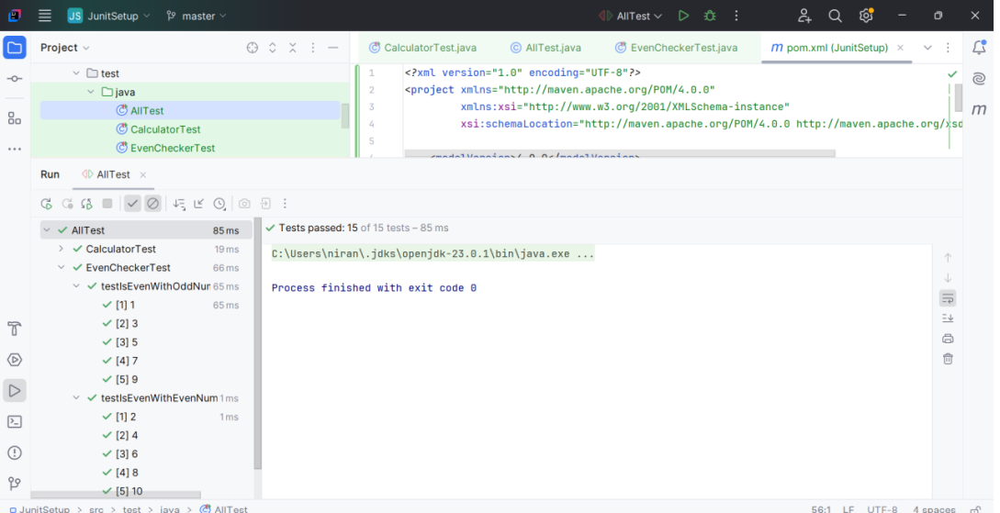 JS JunitSetup master AllTest
Project
CalculatorTest.java AllTest.java EvenCheckerTest.java m pom.xml (JunitSetup)
test
java
AllTest
CalculatorTest
EvenCheckerTest
1 <?xml version="1.0" encoding="UTF-8"?>
2 <project xmlns="http://maven.apache.org/POM/4.0.0"
3 xmlns:xsi="http://www.w3.org/2001/XMLSchema-instance"
4 xsi:schemaLocation="http://maven.apache.org/POM/4.0.0 http://maven.apache.org/xsd
5
<modelVersion>4.0.0</modelVersion>
m
Run AllTest
AllTest 85 ms
CalculatorTest 19 ms
EvenCheckerTest 66 ms
testIsEvenWithOddNum 65 ms
[1] 1 65 ms
[2] 3
[3] 5
[4] 7
[5] 9
testIsEvenWithEvenNum 1 ms
[1] 2 1 ms
[2] 4
[3] 6
[4] 8
[5] 10
Tests passed: 15 of 15 tests – 85 ms
C:\Users\niran\.jdks\openjdk-23.0.1\bin\java.exe ...
Process finished with exit code 0
JunitSetup > src > test > java > AllTest 56:1 LF UTF-8 4 spaces